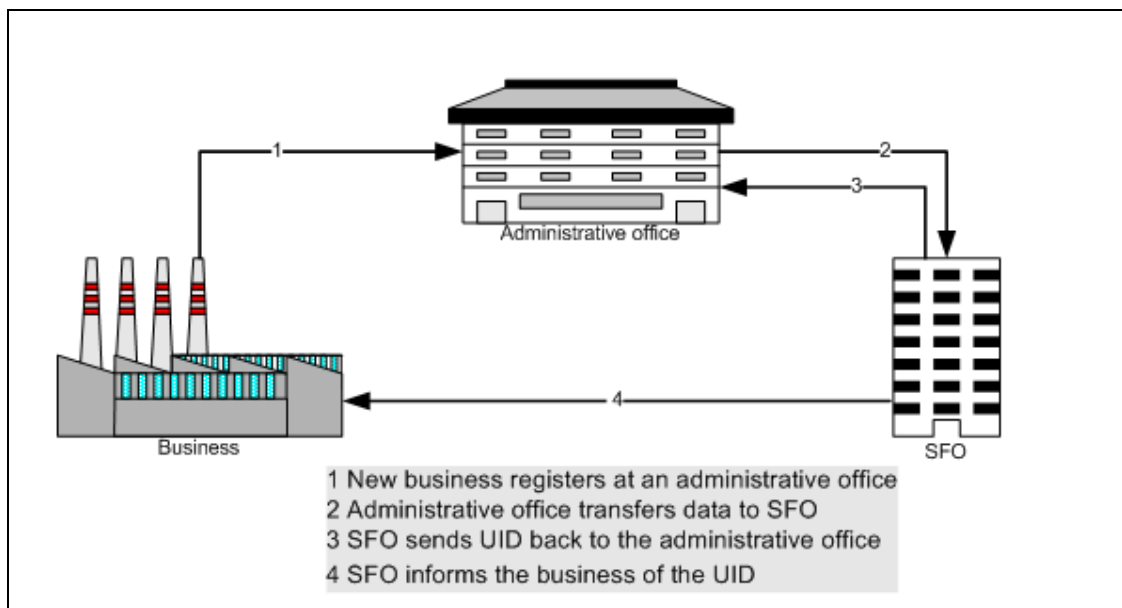 1
2
3
Administrative office
4
Business
SFO
1 New business registers at an administrative office
2 Administrative office transfers data to SFO
3 SFO sends UID back to the administrative office
4 SFO informs the business of the UID